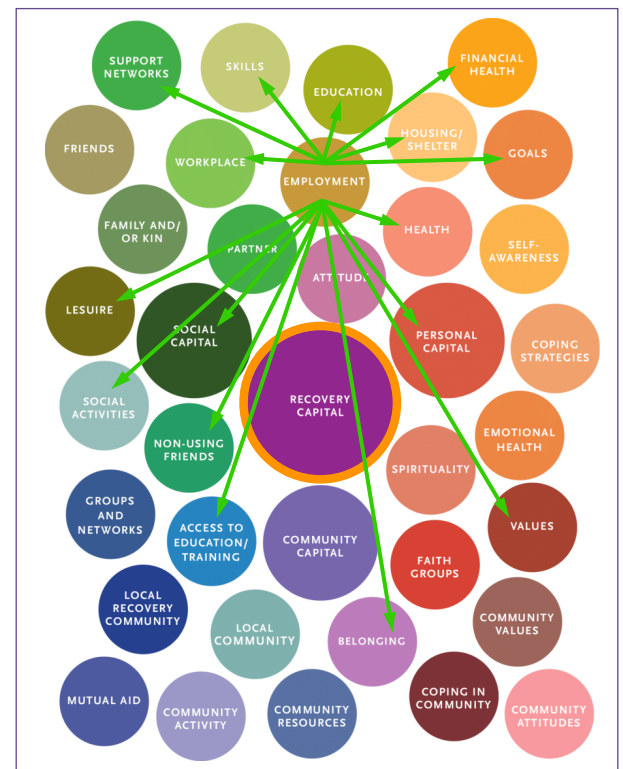 SUPPORT
NETWORKS
SKILLS
EDUCATION
FINANCIAL
HEALTH
FRIENDS
WORKPLACE
EMPLOYMENT
HOUSING/
SHELTER
GOALS
FAMILY AND/
OR KIN
PARTNER
ATTITUDE
HEALTH
SELF-
AWARENESS
LESUIRE
SOCIAL
CAPITAL
PERSONAL
CAPITAL
COPING
STRATEGIES
SOCIAL
ACTIVITIES
RECOVERY
CAPITAL
NON-USING
FRIENDS
EMOTIONAL
HEALTH
SPIRITUALITY
GROUPS
AND
NETWORKS
ACCESS TO
EDUCATION/
TRAINING
COMMUNITY
CAPITAL
FAITH
GROUPS
VALUES
LOCAL
RECOVERY
COMMUNITY
LOCAL
COMMUNITY
BELONGING
COMMUNITY
VALUES
MUTUAL AID
COMMUNITY
ACTIVITY
COMMUNITY
RESOURCES
COPING IN
COMMUNITY
COMMUNITY
ATTITUDES